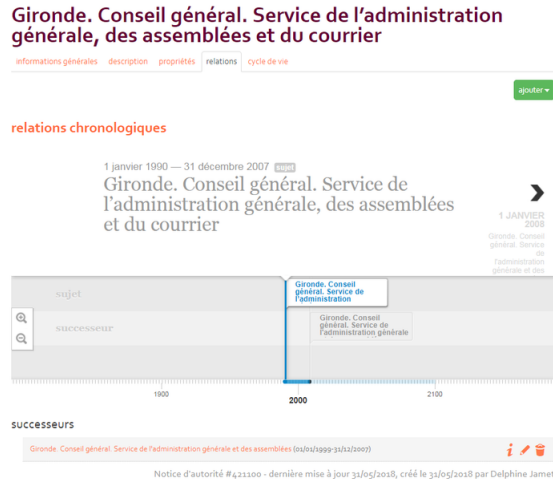 Gironde. Conseil général. Service de l’administration
générale, des assemblées et du courrier
informations générales description propriétés relations cycle de vie
ajouter
relations chronologiques
1 janvier 1990 — 31 décembre 2007 sujet
Gironde. Conseil général. Service de
l’administration générale, des assemblées
et du courrier
1 JANVIER
2008
Gironde. Conseil
général. Service
de
l'administration
générale et des
sujet
Gironde. Conseil
général. Service de
l'administration
successeur
Gironde. Conseil
général. Service de
l'administration générale
1900
2000
2100
successeurs
Gironde. Conseil général. Service de l'administration générale et des assemblées (01/01/1999-31/12/2007)
Notice d'autorité #421100 - dernière mise à jour 31/05/2018, créé le 31/05/2018 par Delphine Jamet